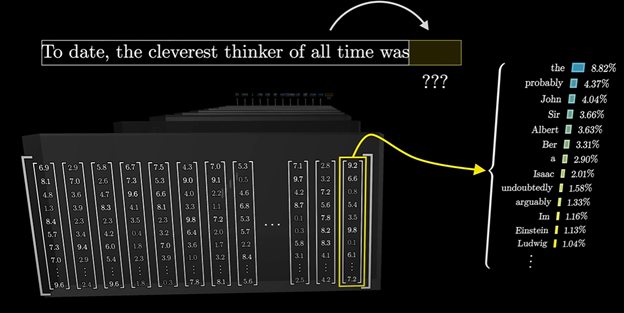 To date, the cleverest thinker of all time was
???
the 8.82%
probably 4.37%
John 4.04%
Sir 3.66%
Albert 3.63%
Ber 3.31%
a 2.90%
Isaac 2.01%
undoubtedly 1.58%
arguably 1.33%
Im 1.16%
Einstein 1.13%
Ludwig 1.04%
⋮
6.9 2.9 5.8 6.7 7.5 4.3 7.0 5.3 7.1 2.8 9.2
8.1 7.0 2.6 7.3 5.3 9.0 9.1 0.5 9.7 3.2 6.6
4.8 3.6 4.7 9.6 6.6 4.0 2.2 4.6 4.2 7.2 0.8
1.3 3.9 8.3 4.1 8.1 8.3 1.1 6.8 8.7 5.6 5.4
8.4 2.3 2.3 3.5 2.3 9.8 7.2 5.3 ⋯ 0.1 7.8 3.5
5.7 3.4 4.2 0.4 3.2 2.0 5.7 0.3 8.2 9.8
7.3 9.4 6.0 1.8 7.0 3.6 1.7 2.2 5.8 8.3 0.1
7.0 2.9 5.4 2.3 3.9 1.0 3.2 8.4 3.1 4.1 6.1
⋮ ⋮ ⋮ ⋮ ⋮ ⋮ ⋮ ⋮ ⋮ ⋮ ⋮
9.6 2.4 9.6 1.8 0.3 7.8 8.1 5.6 2.5 4.2 7.2